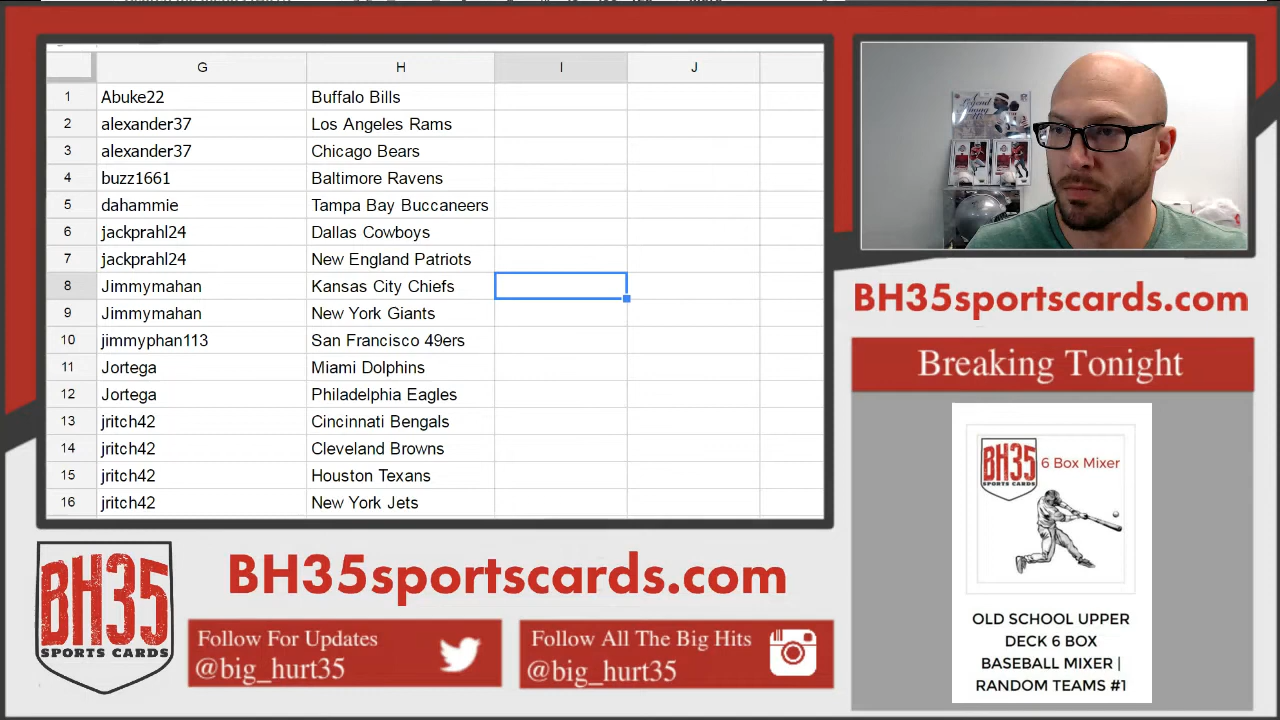 G H I J
1 Abuke22 Buffalo Bills
2 alexander37 Los Angeles Rams
3 alexander37 Chicago Bears
4 buzz1661 Baltimore Ravens
5 dahammie Tampa Bay Buccaneers
6 jackprahl24 Dallas Cowboys
7 jackprahl24 New England Patriots
8 Jimmymahan Kansas City Chiefs
9 Jimmymahan New York Giants
10 jimmyphan113 San Francisco 49ers
11 Jortega Miami Dolphins
12 Jortega Philadelphia Eagles
13 jritch42 Cincinnati Bengals
14 jritch42 Cleveland Browns
15 jritch42 Houston Texans
16 jritch42 New York Jets
BH35sportscards.com
Breaking Tonight
BH35
SPORTS CARDS
6 Box Mixer
OLD SCHOOL UPPER
DECK 6 BOX
BASEBALL MIXER |
RANDOM TEAMS #1
BH35
SPORTS CARDS
BH35sportscards.com
Follow For Updates
@big_hurt35
Follow All The Big Hits
@big_hurt35